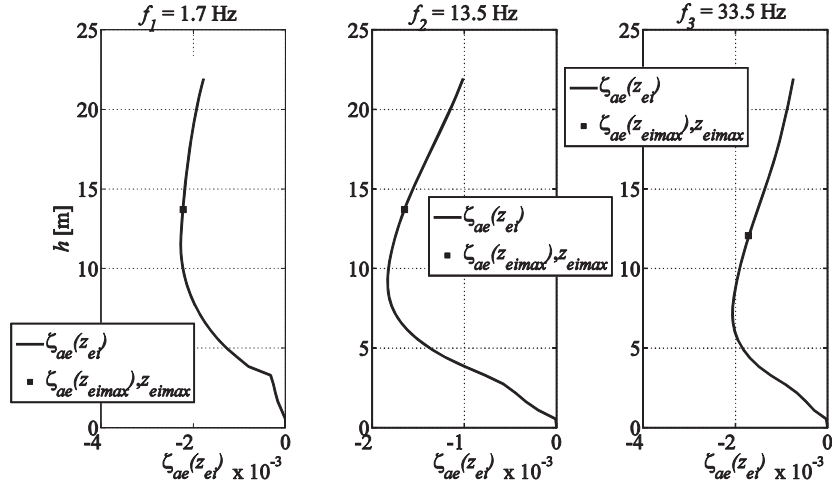 f₁ = 1.7 Hz
25
20
15
10
5
0
h [m]
ζae(zei)
ζae(zeimax),zeimax
-4
-2
0
ζae(zei) x 10⁻³
f₂ = 13.5 Hz
25
20
15
10
5
0
ζae(zei)
ζae(zeimax),zeimax
-2
-1
0
ζae(zei) x 10⁻³
f₃ = 33.5 Hz
25
20
15
10
5
0
ζae(zei)
ζae(zeimax),zeimax
-4
-2
0
ζae(zei) x 10⁻³